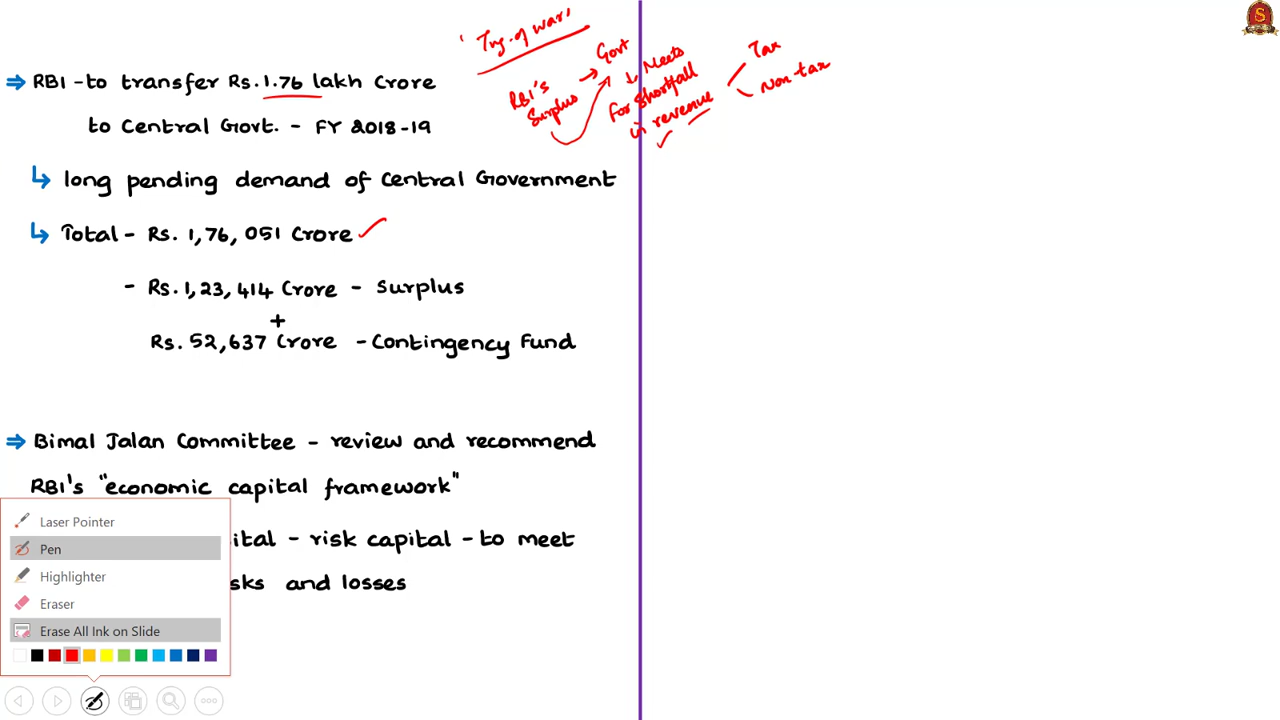 'Tug-of war'
⇒ RBI - to transfer Rs.1.76 lakh Crore
to Central Govt. - FY 2018-19
RBI's Surplus → Govt
↓ Meets
For Shortfall
in revenue
Tax
Non-tax
↳ long pending demand of Central Government
↳ Total - Rs. 1,76,051 Crore ✓
- Rs.1,23,414 Crore - Surplus
+
Rs. 52,637 Crore - Contingency Fund
⇒ Bimal Jalan Committee - review and recommend
RBI's "economic capital framework"
ital - risk capital - to meet
sks and losses
Laser Pointer
Pen
Highlighter
Eraser
Erase All Ink on Slide